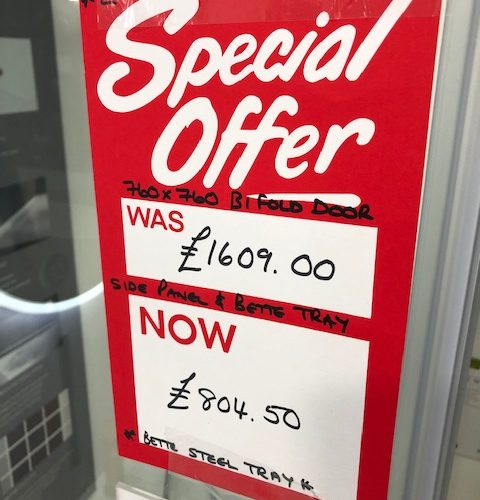 Special
Offer
760 x 760 BiFOLD DOOR
WAS
£1609.00
SIDE PANEL & BETTE TRAY
NOW
£804.50
* BETTE STEEL TRAY *